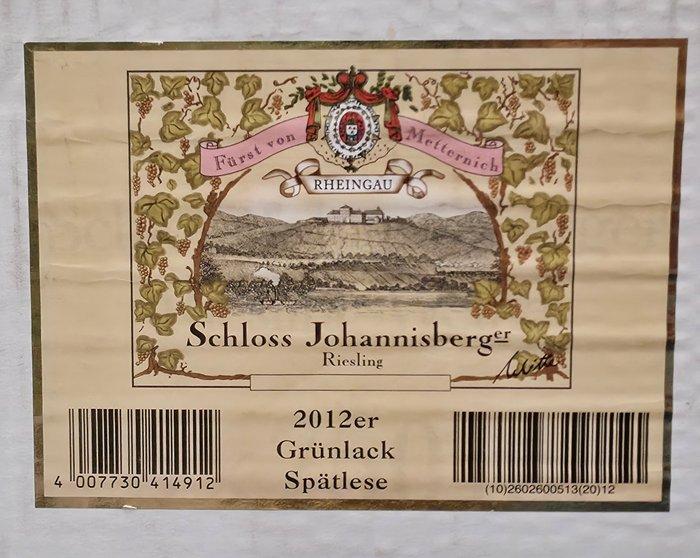 Fürst von Metternich
RHEINGAU
Schloss Johannisberger
Riesling
2012er
Grünlack
Spätlese
4 007730 414912
(10)2602600513(20)12